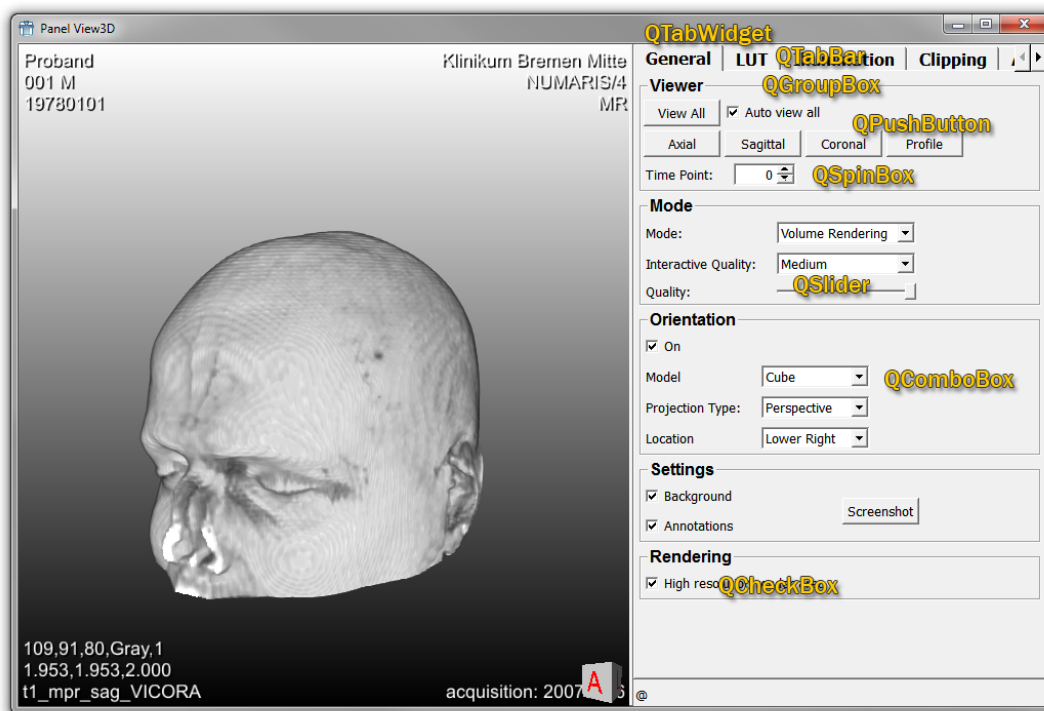 Panel View3D
Proband
001 M
19780101
Klinikum Bremen Mitte
NUMARIS/4
MR
109,91,80,Gray,1
1.953,1.953,2.000
t1_mpr_sag_VICORA
acquisition:
A
QTabWidget
General LUT QTabBar Clipping
QGroupBox
Viewer
View All Auto view all
QPushButton
Axial Sagittal Coronal Profile
Time Point: 0 QSpinBox
Mode
Mode: Volume Rendering
Interactive Quality: Medium
QSlider
Quality:
Orientation
On
Model Cube QComboBox
Projection Type: Perspective
Location Lower Right
Settings
Background
Screenshot
Annotations
Rendering
High QCheckBox
@